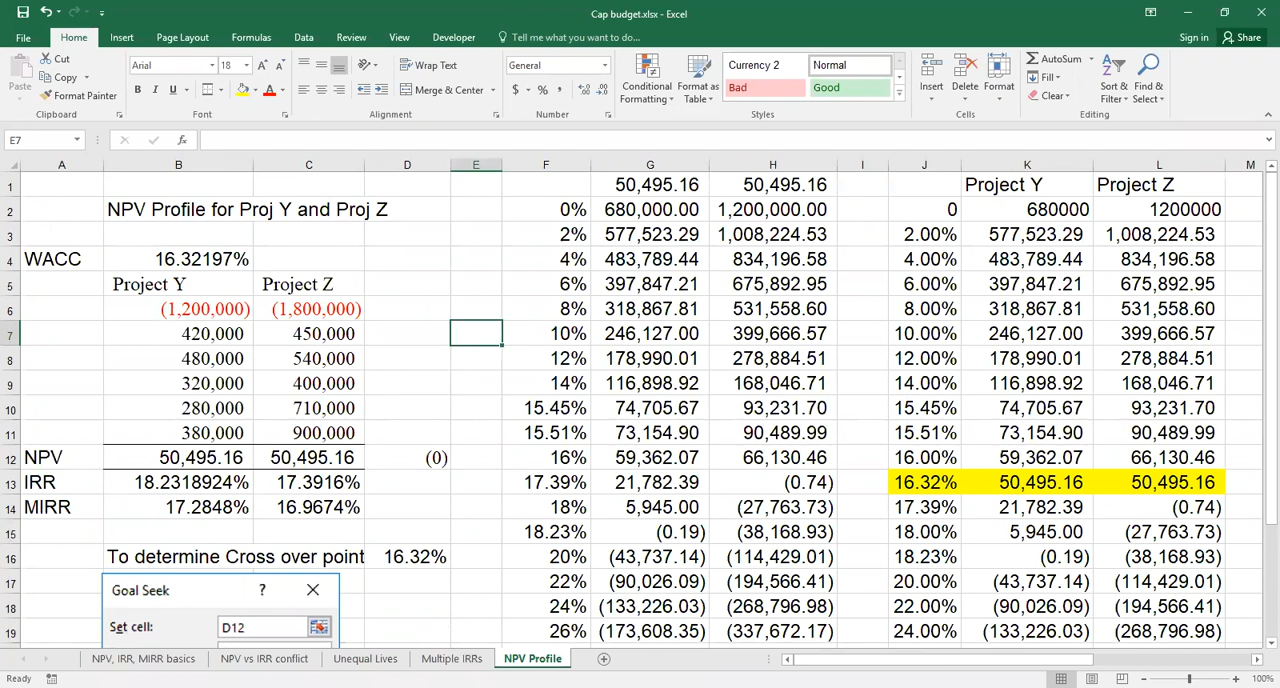 Cap budget.xlsx - Excel
File Home Insert Page Layout Formulas Data Review View Developer Tell me what you want to do... Sign in Share
Paste Cut Copy Format Painter Clipboard
Arial 18 A A B I U A Font
Wrap Text Merge & Center Alignment
General $ % , Number
Conditional Formatting Format as Table Currency 2 Normal Bad Good Styles
Insert Delete Format Cells
AutoSum Fill Clear Sort & Filter Find & Select Editing
E7 fx
A B C D E F G H I J K L M
1 50,495.16 50,495.16 Project Y Project Z
2 NPV Profile for Proj Y and Proj Z 0% 680,000.00 1,200,000.00 0 680000 1200000
3 2% 577,523.29 1,008,224.53 2.00% 577,523.29 1,008,224.53
4 WACC 16.32197% 4% 483,789.44 834,196.58 4.00% 483,789.44 834,196.58
5 Project Y Project Z 6% 397,847.21 675,892.95 6.00% 397,847.21 675,892.95
6 (1,200,000) (1,800,000) 8% 318,867.81 531,558.60 8.00% 318,867.81 531,558.60
7 420,000 450,000 10% 246,127.00 399,666.57 10.00% 246,127.00 399,666.57
8 480,000 540,000 12% 178,990.01 278,884.51 12.00% 178,990.01 278,884.51
9 320,000 400,000 14% 116,898.92 168,046.71 14.00% 116,898.92 168,046.71
10 280,000 710,000 15.45% 74,705.67 93,231.70 15.45% 74,705.67 93,231.70
11 380,000 900,000 15.51% 73,154.90 90,489.99 15.51% 73,154.90 90,489.99
12 NPV 50,495.16 50,495.16 (0) 16% 59,362.07 66,130.46 16.00% 59,362.07 66,130.46
13 IRR 18.2318924% 17.3916% 17.39% 21,782.39 (0.74) 16.32% 50,495.16 50,495.16
14 MIRR 17.2848% 16.9674% 18% 5,945.00 (27,763.73) 17.39% 21,782.39 (0.74)
15 18.23% (0.19) (38,168.93) 18.00% 5,945.00 (27,763.73)
16 To determine Cross over point 16.32% 20% (43,737.14) (114,429.01) 18.23% (0.19) (38,168.93)
17 Goal Seek ? 22% (90,026.09) (194,566.41) 20.00% (43,737.14) (114,429.01)
18 24% (133,226.03) (268,796.98) 22.00% (90,026.09) (194,566.41)
19 Set cell: D12 26% (173,608.35) (337,672.17) 24.00% (133,226.03) (268,796.98)
NPV, IRR, MIRR basics NPV vs IRR conflict Unequal Lives Multiple IRRs NPV Profile
Ready 100%